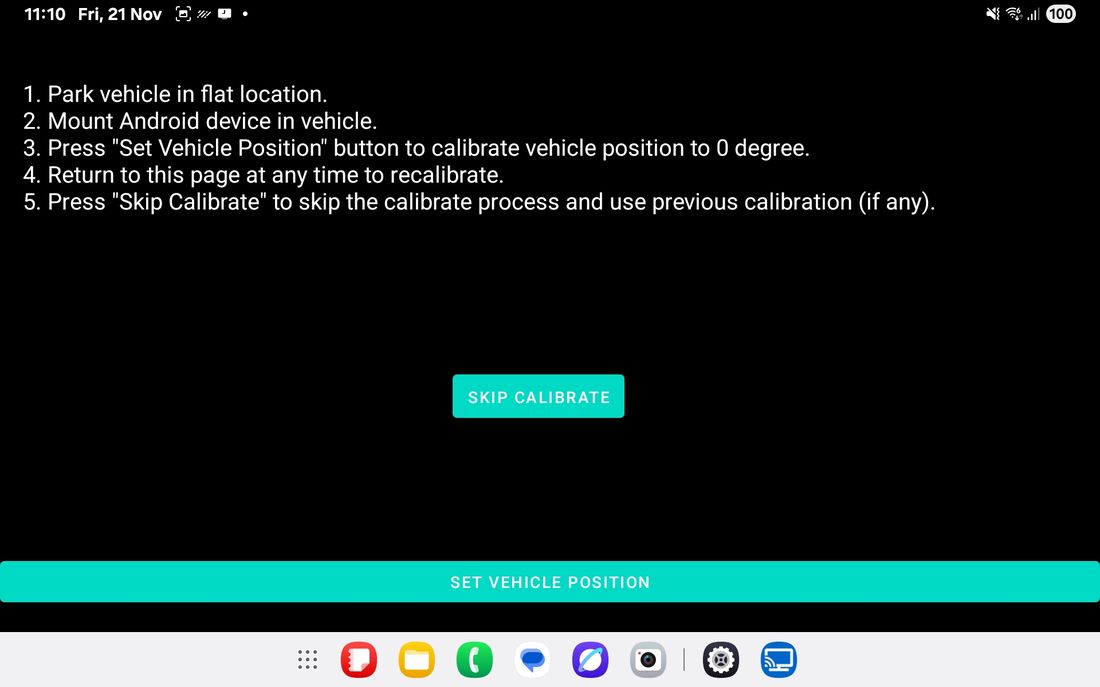 11:10 Fri, 21 Nov 100
1. Park vehicle in flat location.
2. Mount Android device in vehicle.
3. Press "Set Vehicle Position" button to calibrate vehicle position to 0 degree.
4. Return to this page at any time to recalibrate.
5. Press "Skip Calibrate" to skip the calibrate process and use previous calibration (if any).
SKIP CALIBRATE
SET VEHICLE POSITION